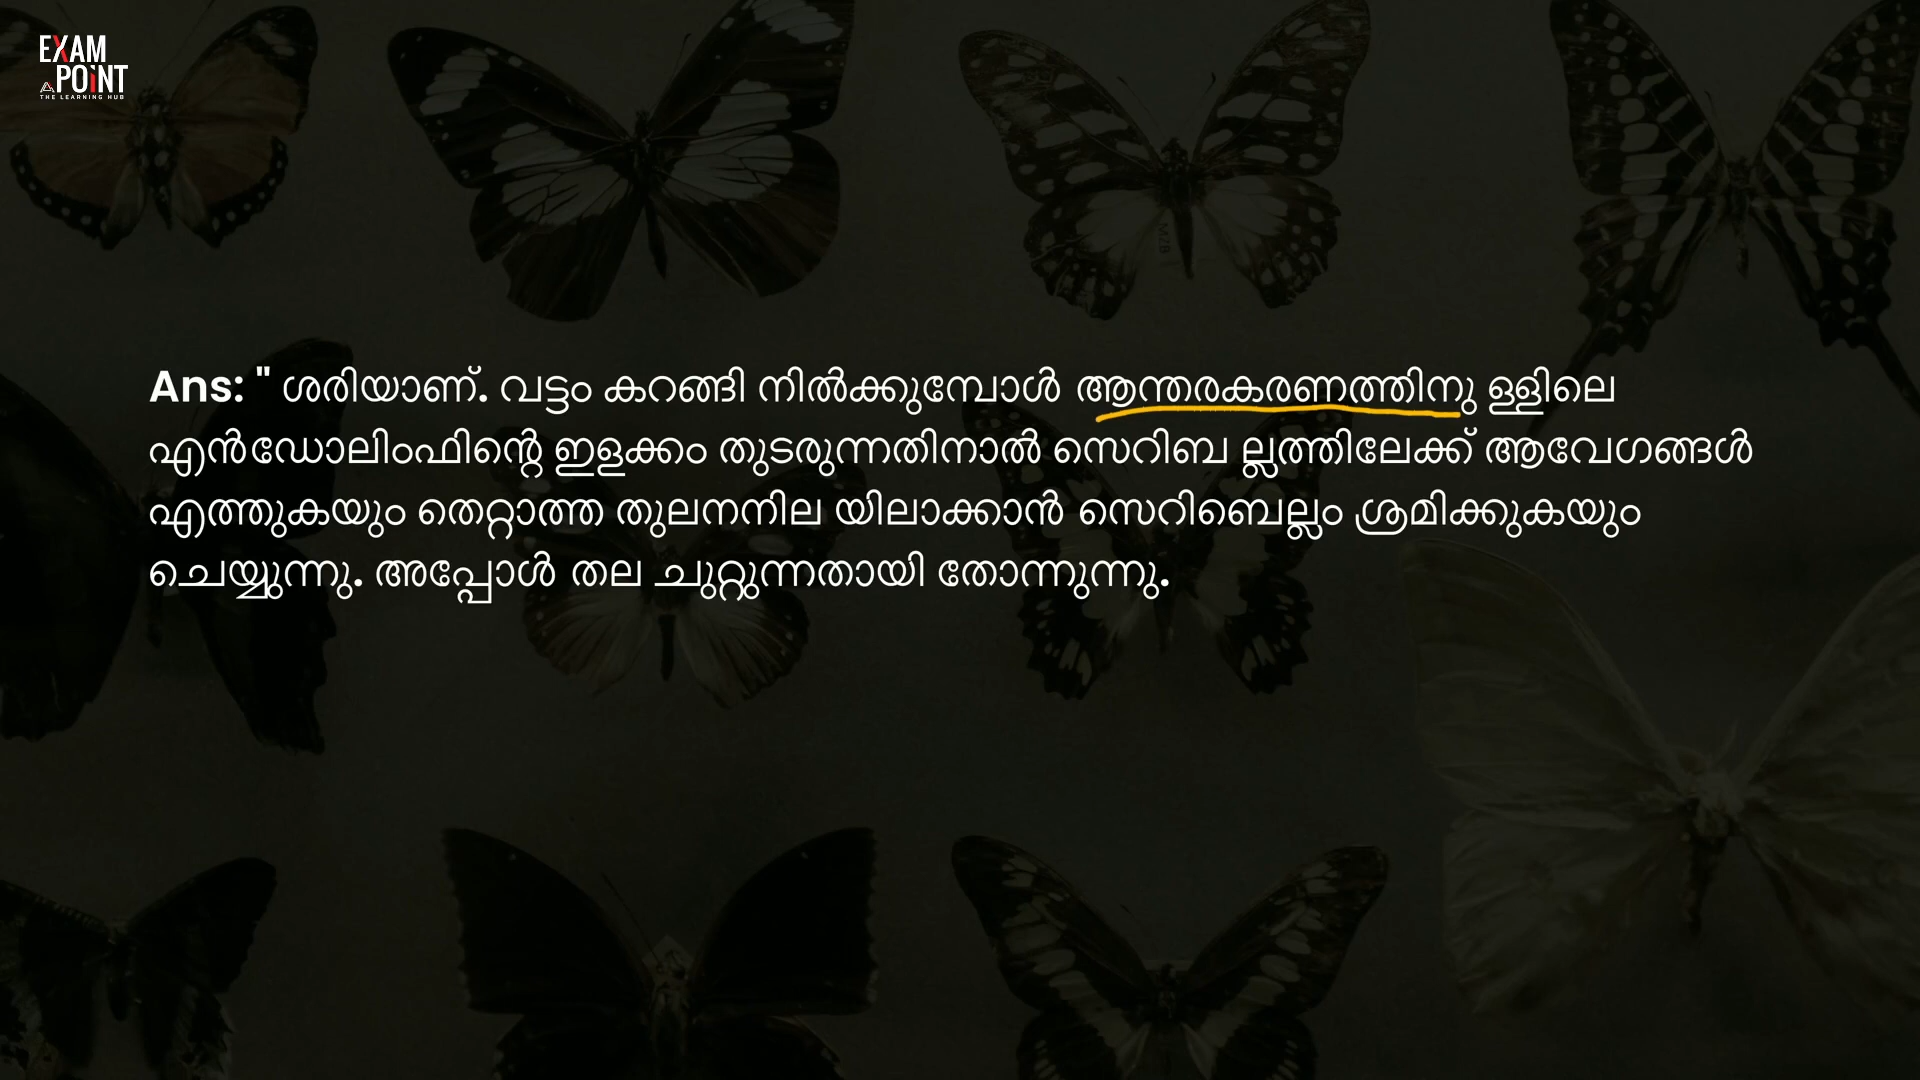 EXAM
POINT
THE LEARNING HUB
Ans: " ശരിയാണ്. വട്ടം കറങ്ങി നിൽക്കുമ്പോൾ ആന്തരകരണത്തിനു ള്ളിലെ
എൻഡോലിംഫിന്റെ ഇളക്കം തുടരുന്നതിനാൽ സെറിബ ല്ലത്തിലേക്ക് ആവേഗങ്ങൾ
എത്തുകയും തെറ്റാത്ത തുലനനില യിലാക്കാൻ സെറിബെല്ലം ശ്രമിക്കുകയും
ചെയ്യുന്നു. അപ്പോൾ തല ചുറ്റുന്നതായി തോന്നുന്നു.